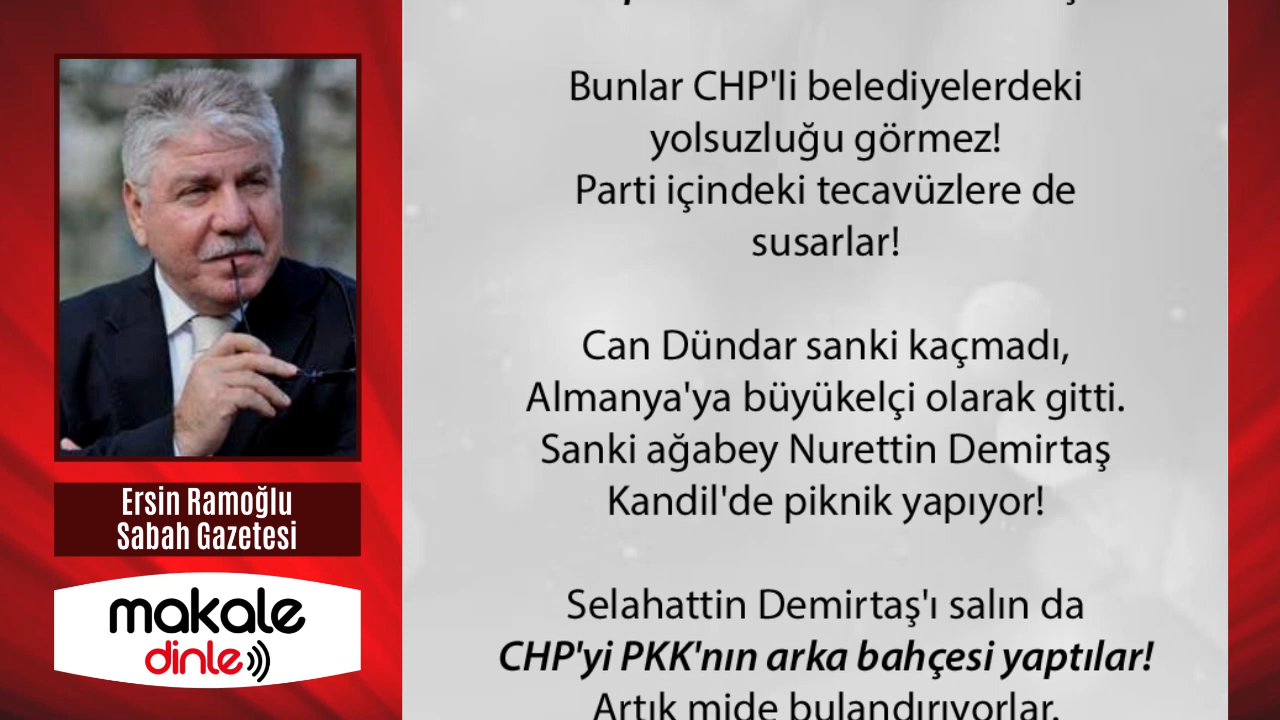 Bunlar CHP'li belediyelerdeki
yolsuzluğu görmez!
Parti içindeki tecavüzlere de
susarlar!
Can Dündar sanki kaçmadı,
Almanya'ya büyükelçi olarak gitti.
Sanki ağabey Nurettin Demirtaş
Kandil'de piknik yapıyor!
Selahattin Demirtaş'ı salın da
CHP'yi PKK'nın arka bahçesi yaptılar!
Artık mide bulandırıyorlar.
Ersin Ramoğlu
Sabah Gazetesi
makale
dinle